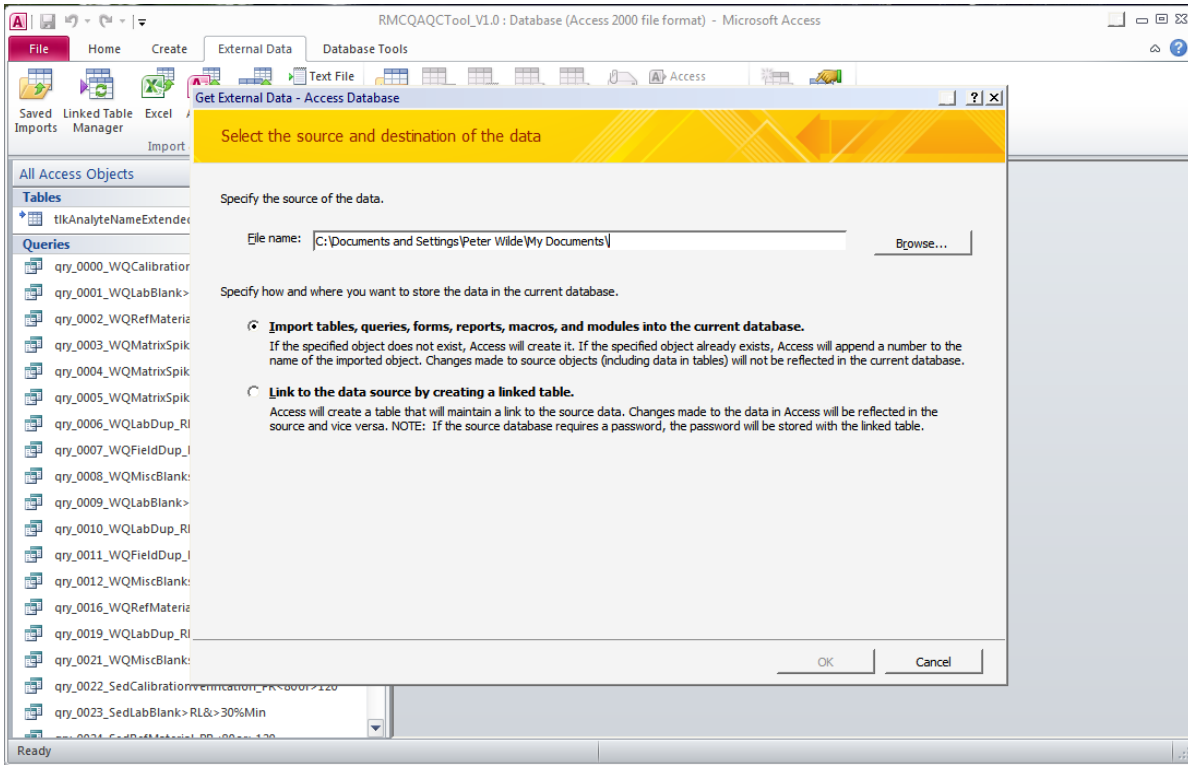 RMCQAQCTool_V1.0 : Database (Access 2000 file format) - Microsoft Access
File Home Create External Data Database Tools
Text File Access
Saved Imports Linked Table Manager Excel
Import
Get External Data - Access Database
Select the source and destination of the data
Specify the source of the data.
File name: C:\Documents and Settings\Peter Wilde\My Documents\ Browse...
Specify how and where you want to store the data in the current database.
Import tables, queries, forms, reports, macros, and modules into the current database.
If the specified object does not exist, Access will create it. If the specified object already exists, Access will append a number to the
name of the imported object. Changes made to source objects (including data in tables) will not be reflected in the current database.
Link to the data source by creating a linked table.
Access will create a table that will maintain a link to the source data. Changes made to the data in Access will be reflected in the
source and vice versa. NOTE: If the source database requires a password, the password will be stored with the linked table.
OK Cancel
All Access Objects
Tables
tlkAnalyteNameExtended
Queries
qry_0000_WQCalibration
qry_0001_WQLabBlank>
qry_0002_WQRefMateria
qry_0003_WQMatrixSpik
qry_0004_WQMatrixSpik
qry_0005_WQMatrixSpik
qry_0006_WQLabDup_R
qry_0007_WQFieldDup_
qry_0008_WQMiscBlank
qry_0009_WQLabBlank>
qry_0010_WQLabDup_R
qry_0011_WQFieldDup_
qry_0012_WQMiscBlank
qry_0016_WQRefMateria
qry_0019_WQLabDup_R
qry_0021_WQMiscBlank
qry_0022_SedCalibrationVerification_PR<80or>120
qry_0023_SedLabBlank>RL&>30%Min
Ready